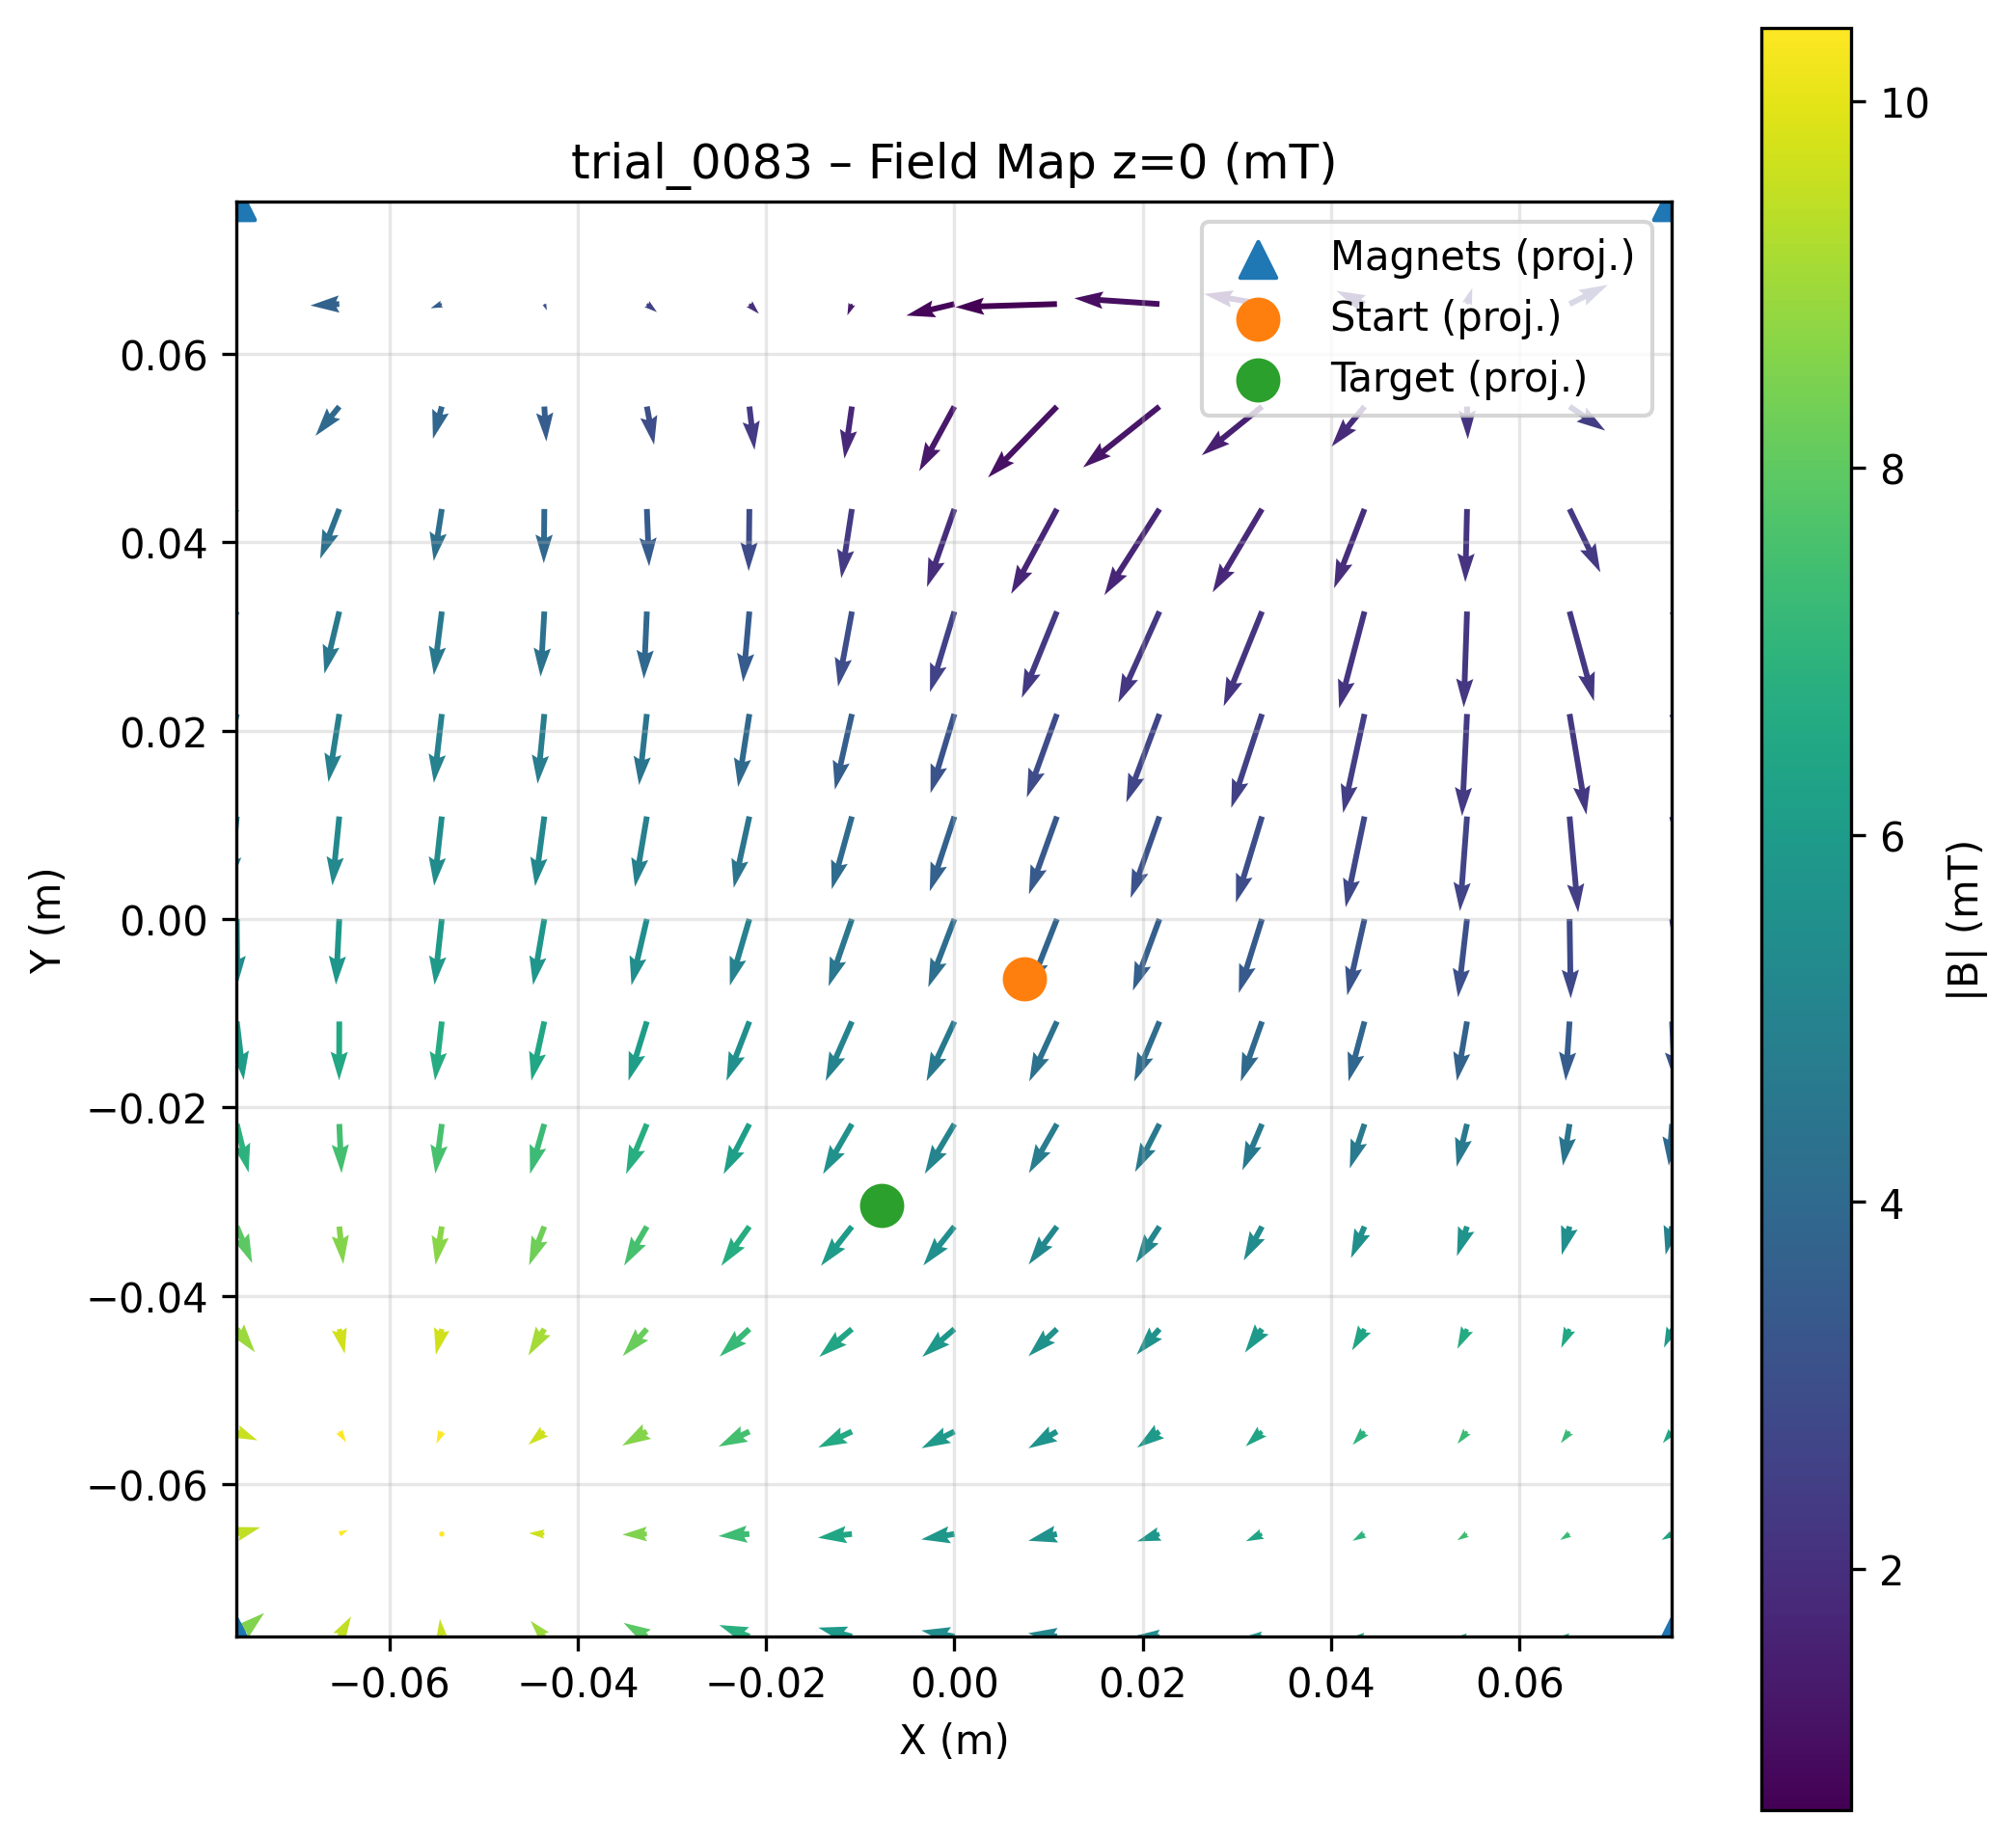 trial_0083 – Field Map z=0 (mT)
Magnets (proj.)
Start (proj.)
Target (proj.)
0.06
0.04
0.02
0.00
−0.02
−0.04
−0.06
Y (m)
−0.06
−0.04
−0.02
0.00
0.02
0.04
0.06
X (m)
10
8
6
4
2
|B| (mT)